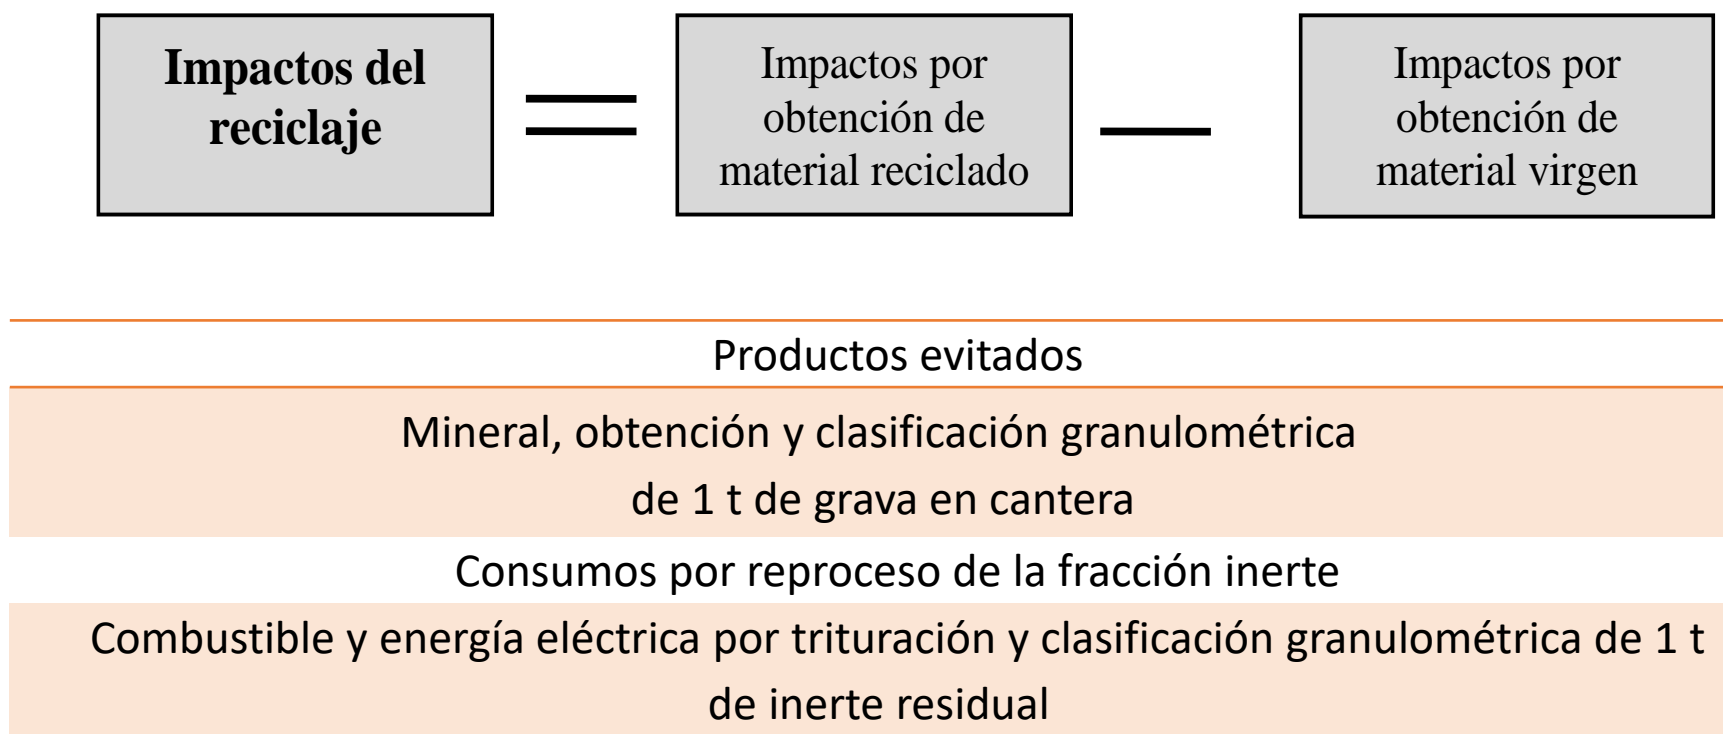 Impactos del
reciclaje
Impactos por
obtención de
material reciclado
Impactos por
obtención de
material virgen
Productos evitados
Mineral, obtención y clasificación granulométrica
de 1 t de grava en cantera
Consumos por reproceso de la fracción inerte
Combustible y energía eléctrica por trituración y clasificación granulométrica de 1 t
de inerte residual